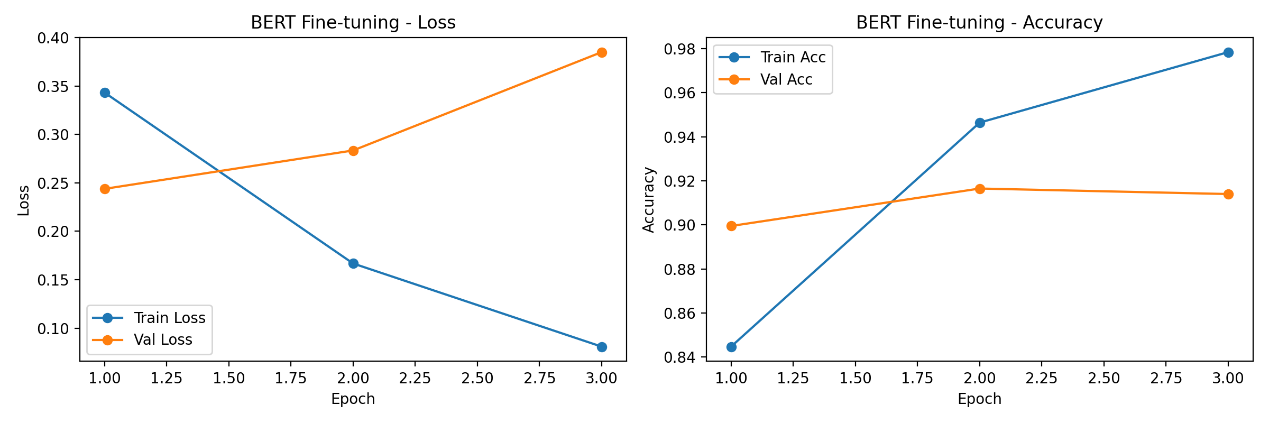 BERT Fine-tuning - Loss
0.40
0.35
0.30
0.25
0.20
0.15
0.10
Loss
Train Loss
Val Loss
1.00 1.25 1.50 1.75 2.00 2.25 2.50 2.75 3.00
Epoch
BERT Fine-tuning - Accuracy
0.98
0.96
0.94
0.92
0.90
0.88
0.86
0.84
Accuracy
Train Acc
Val Acc
1.00 1.25 1.50 1.75 2.00 2.25 2.50 2.75 3.00
Epoch